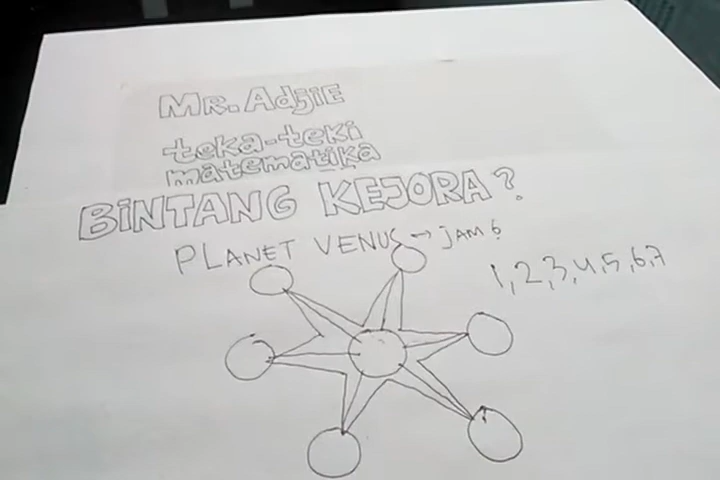 MR. AdjiE
teka-teki
matematika
BiNTANG KEJORA?
PLANET VENUS → jam 6
1,2,3,4,5,6,7